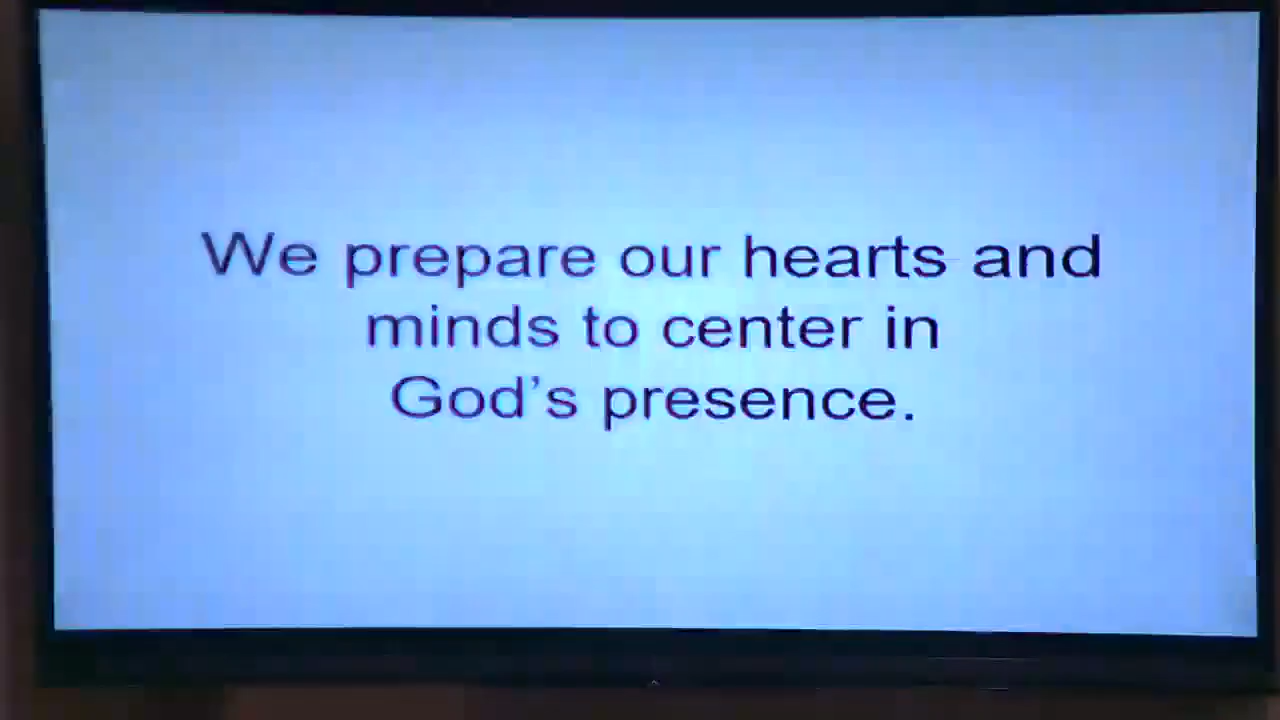 We prepare our hearts and
minds to center in
God’s presence.